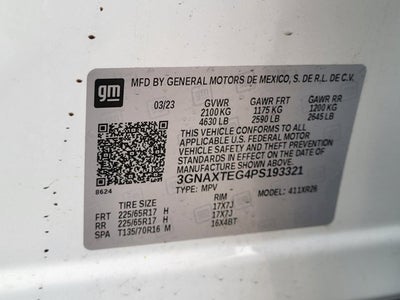 gm MFD BY GENERAL MOTORS DE MEXICO, S. DE R.L. DE C.V.
03/23 GVWR GAWR FRT GAWR RR
2100 KG 1175 KG 1200 KG
4630 LB 2590 LB 2645 LB
THIS VEHICLE CONFORMS TO ALL
APPLICABLE U.S. FEDERAL MOTOR
VEHICLE SAFETY STANDARDS IN
EFFECT ON THE DATE OF
MANUFACTURE SHOWN ABOVE.
3GNAXTEG4PS193321
8624 TYPE: MPV MODEL: 411XR26
TIRE SIZE RIM
FRT 225/65R17 H 17X7J
RR 225/65R17 H 17X7J
SPA T135/70R16 M 16X4BT